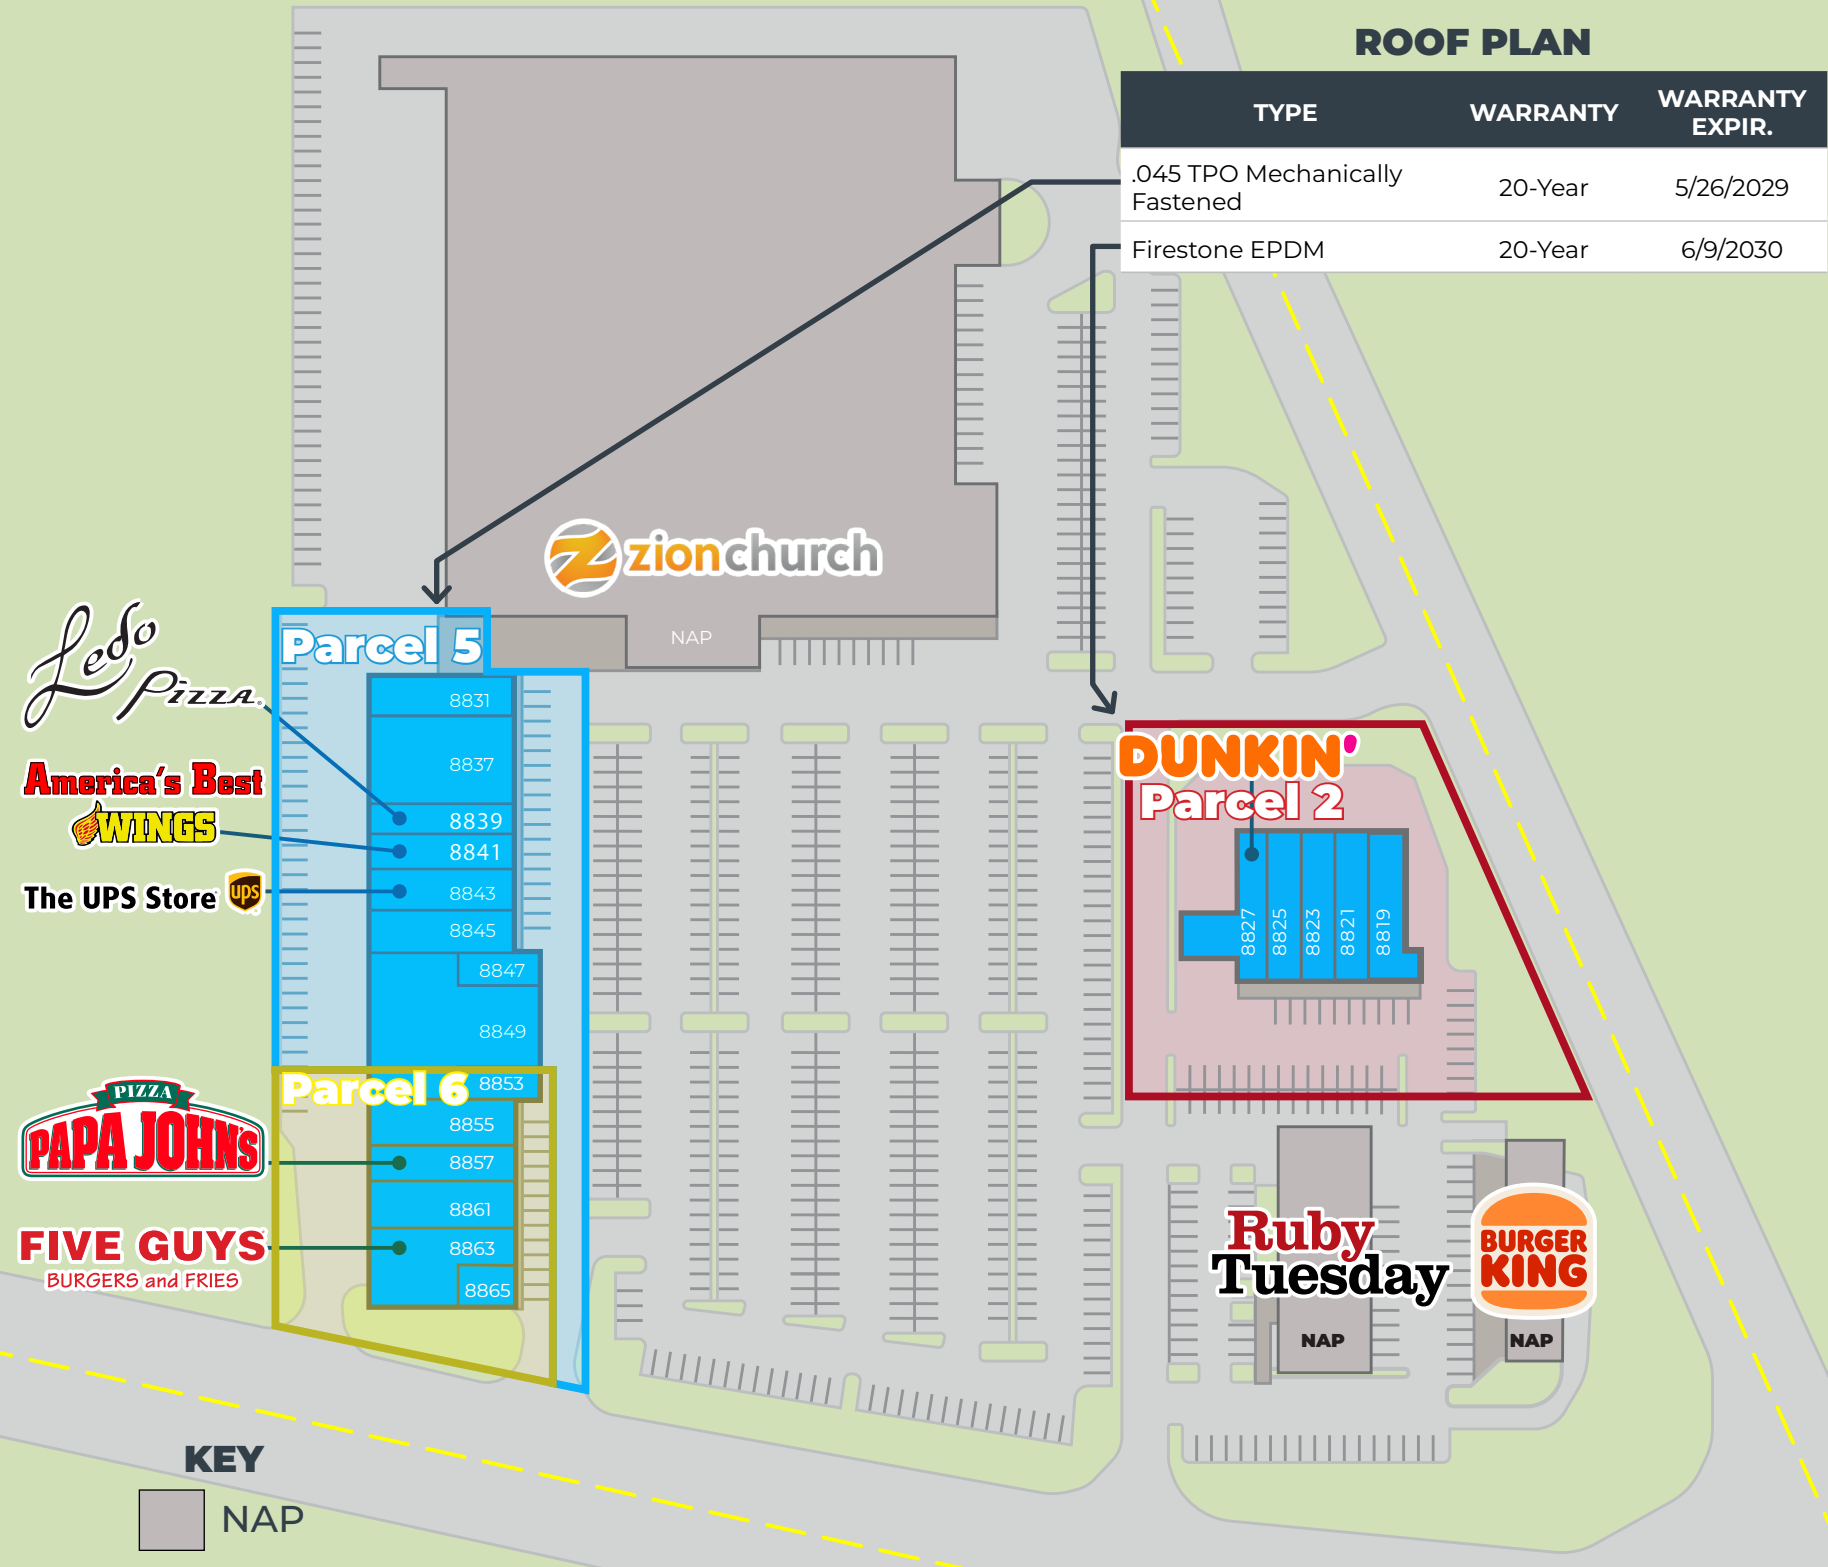 ROOF PLAN
TYPE WARRANTY WARRANTY EXPIR.
.045 TPO Mechanically Fastened 20-Year 5/26/2029
Firestone EPDM 20-Year 6/9/2030
zionchurch
NAP
Parcel 5
Ledo
Pizza
America's Best
WINGS
The UPS Store
ups
8831
8837
8839
8841
8843
8845
8847
8849
DUNKIN'
Parcel 2
8827
8825
8823
8821
8819
Parcel 6
8853
8855
8857
8861
8863
8865
PIZZA
PAPA JOHN'S
FIVE GUYS
BURGERS and FRIES
Ruby
Tuesday
NAP
BURGER
KING
NAP
KEY
NAP